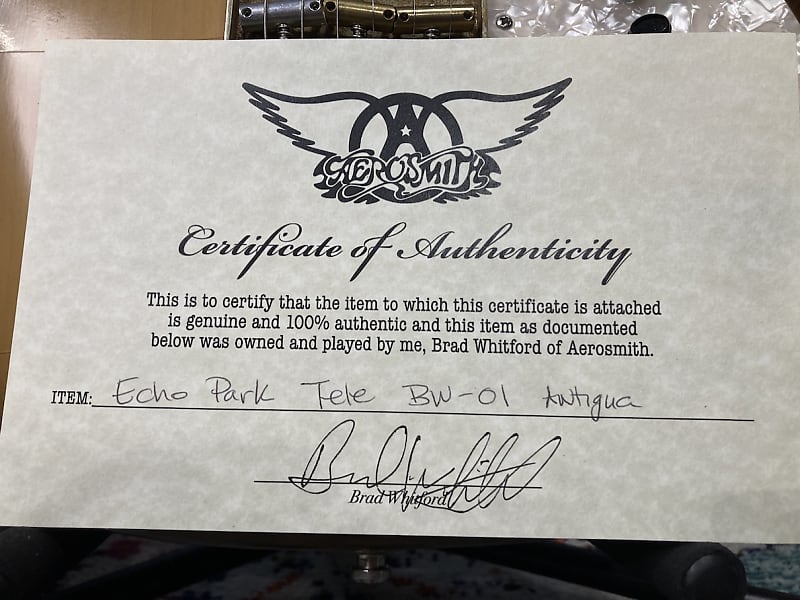 AEROSMITH
Certificate of Authenticity
This is to certify that the item to which this certificate is attached
is genuine and 100% authentic and this item as documented
below was owned and played by me, Brad Whitford of Aerosmith.
ITEM: Echo Park Tele BW-01 Antigua
Brad Whitford
Brad Whitford